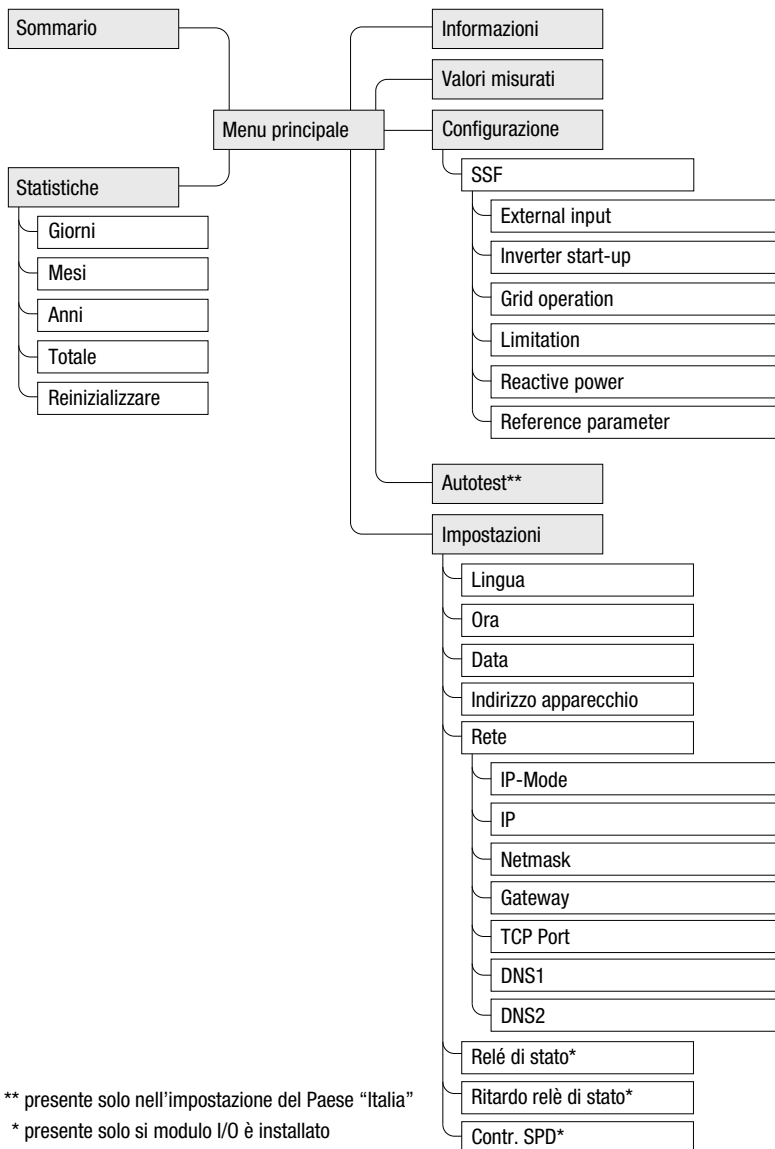 Sommario
Menu principale
Statistiche
Giorni
Mesi
Anni
Totale
Reinizializzare
Informazioni
Valori misurati
Configurazione
SSF
External input
Inverter start-up
Grid operation
Limitation
Reactive power
Reference parameter
Autotest**
Impostazioni
Lingua
Ora
Data
Indirizzo apparecchio
Rete
IP-Mode
IP
Netmask
Gateway
TCP Port
DNS1
DNS2
Relé di stato*
Ritardo relè di stato*
Contr. SPD*
** presente solo nell’impostazione del Paese “Italia”
* presente solo si modulo I/O è installato